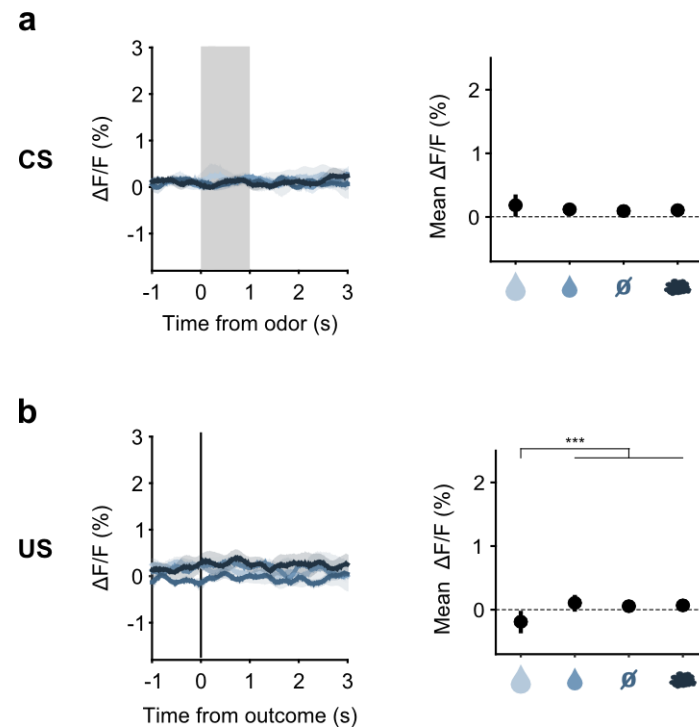 a
CS
3
2
1
0
-1
ΔF/F (%)
-1 0 1 2 3
Time from odor (s)
2
1
0
Mean ΔF/F (%)
Ø
b
US
3
2
1
0
-1
ΔF/F (%)
-1 0 1 2 3
Time from outcome (s)
***
2
1
0
Mean ΔF/F (%)
Ø